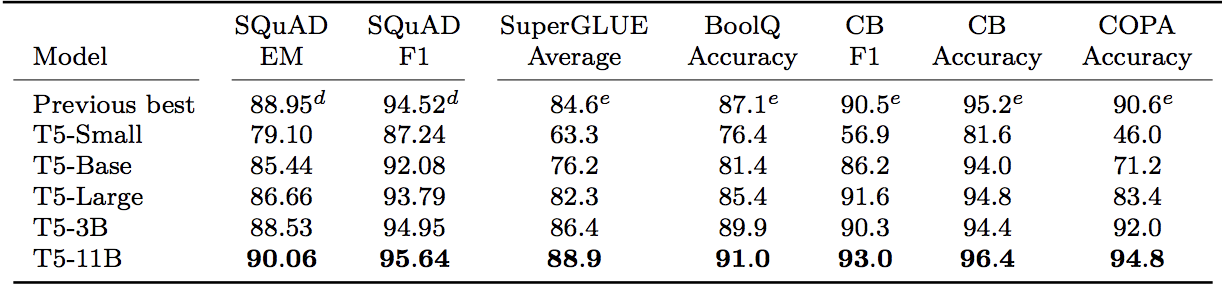 SQuAD SQuAD SuperGLUE BoolQ CB CB COPA
Model EM F1 Average Accuracy F1 Accuracy Accuracy
Previous best 88.95^d 94.52^d 84.6^e 87.1^e 90.5^e 95.2^e 90.6^e
T5-Small 79.10 87.24 63.3 76.4 56.9 81.6 46.0
T5-Base 85.44 92.08 76.2 81.4 86.2 94.0 71.2
T5-Large 86.66 93.79 82.3 85.4 91.6 94.8 83.4
T5-3B 88.53 94.95 86.4 89.9 90.3 94.4 92.0
T5-11B 90.06 95.64 88.9 91.0 93.0 96.4 94.8